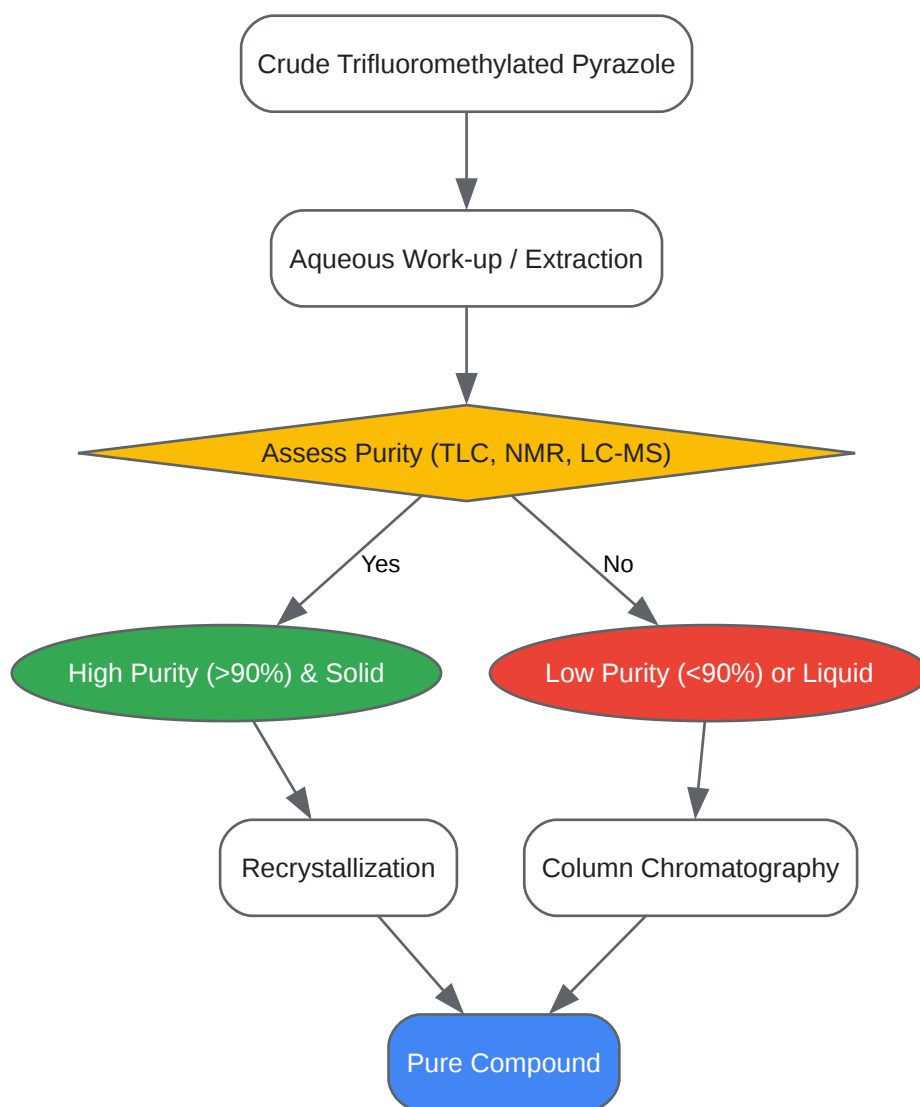 Crude Trifluoromethylated Pyrazole
Aqueous Work-up / Extraction
Assess Purity (TLC, NMR, LC-MS)
Yes
No
High Purity (>90%) & Solid
Low Purity (<90%) or Liquid
Recrystallization
Column Chromatography
Pure Compound